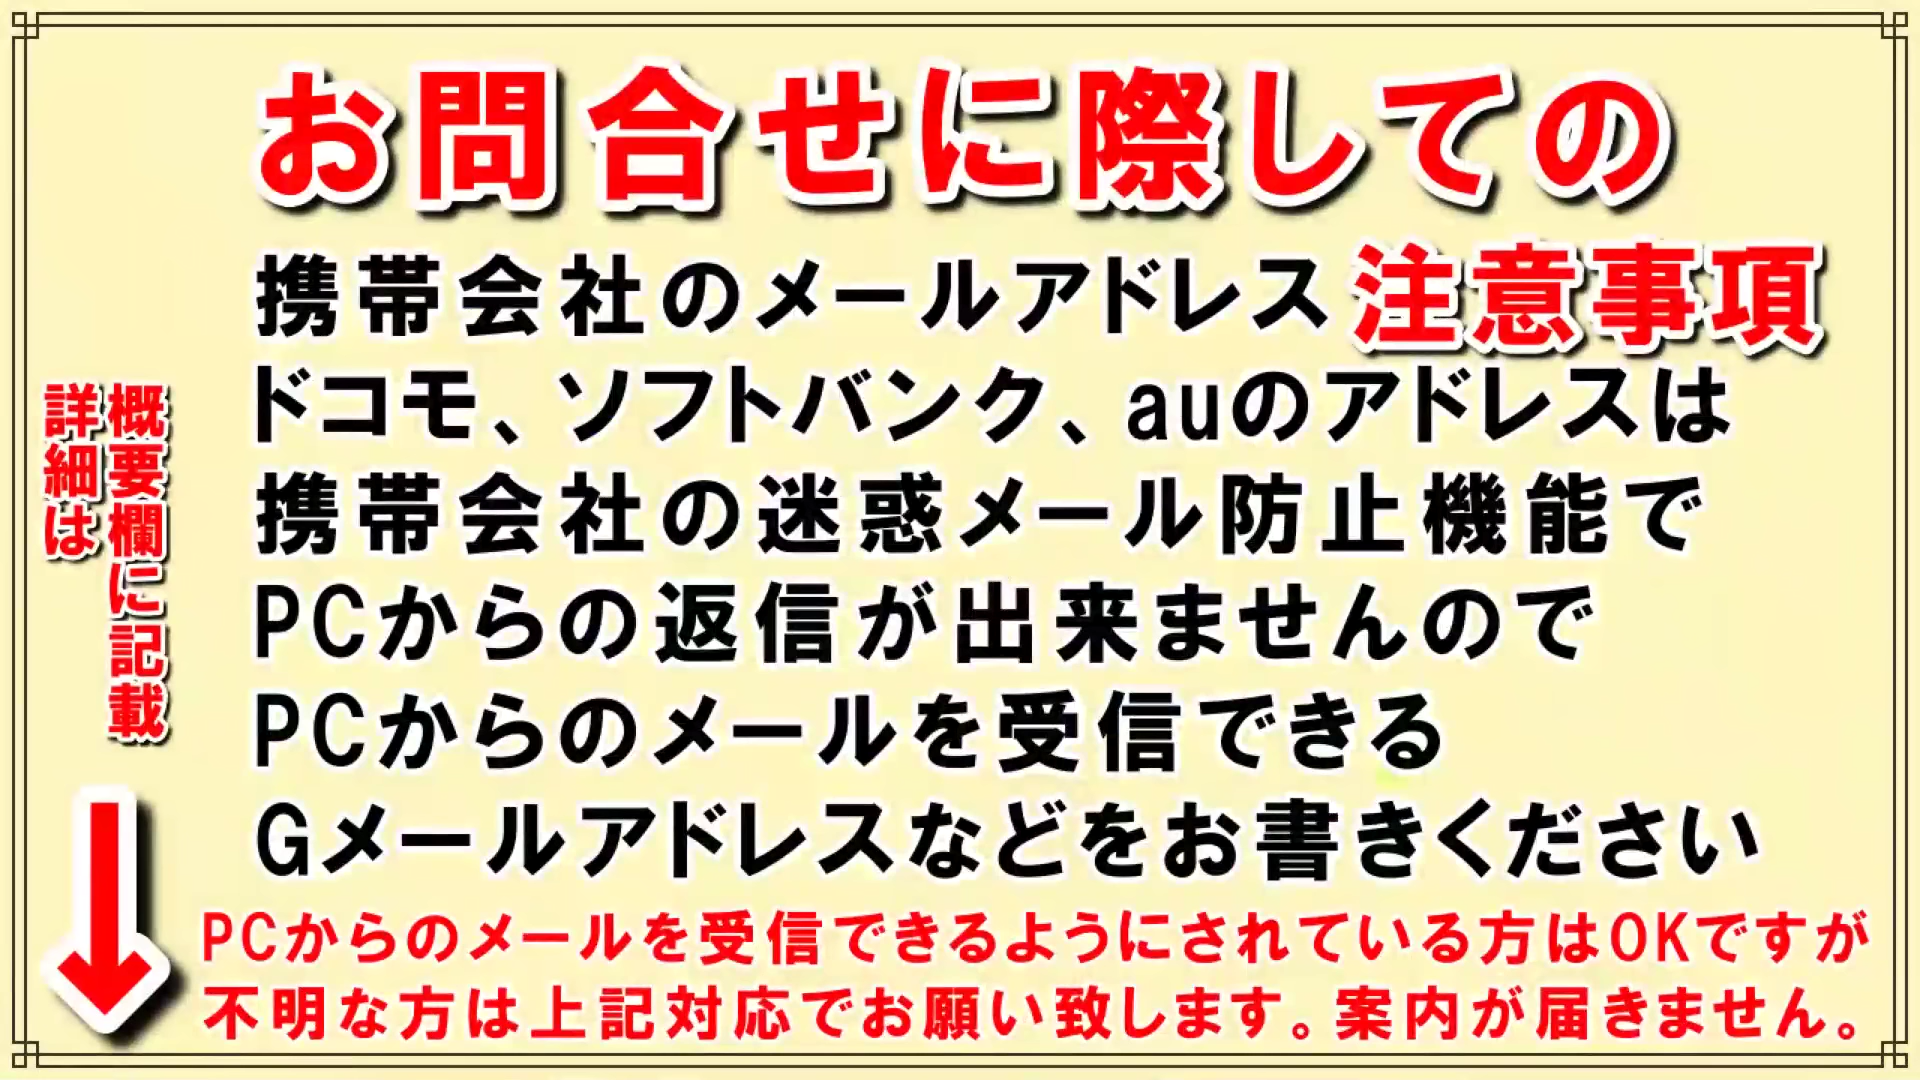 お問合せに際しての
注意事項
携帯会社のメールアドレス
ドコモ、ソフトバンク、auのアドレスは
携帯会社の迷惑メール防止機能で
PCからの返信が出来ませんので
PCからのメールを受信できる
Gメールアドレスなどをお書きください
PCからのメールを受信できるようにされている方はOKですが
不明な方は上記対応でお願い致します。案内が届きません。
概要欄に記載
詳細は